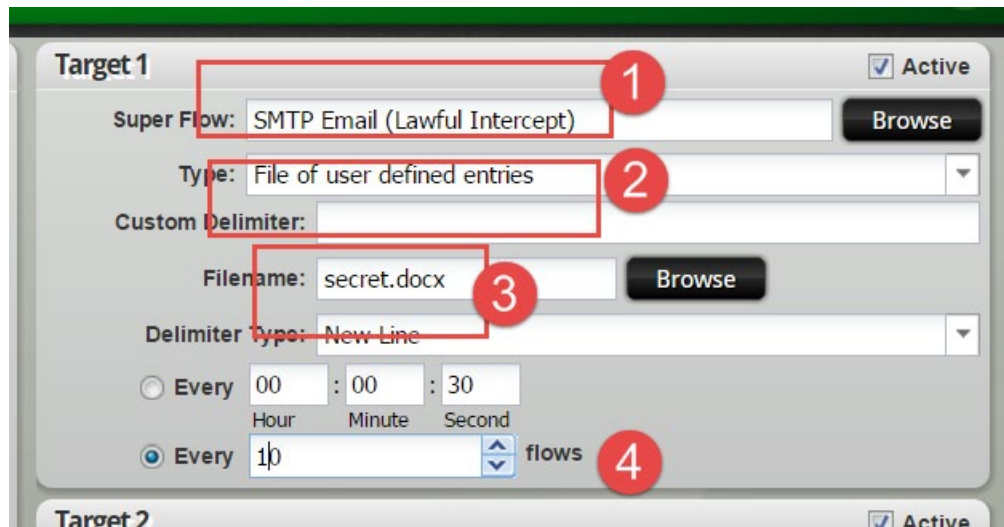 Target 1
Active
1
Super Flow: SMTP Email (Lawful Intercept) Browse
Type: File of user defined entries
2
Custom Delimiter:
Filename: secret.docx Browse
3
Delimiter Type: New Line
Every 00 : 00 : 30
Hour Minute Second
Every 10 flows
4
Target 2
Active